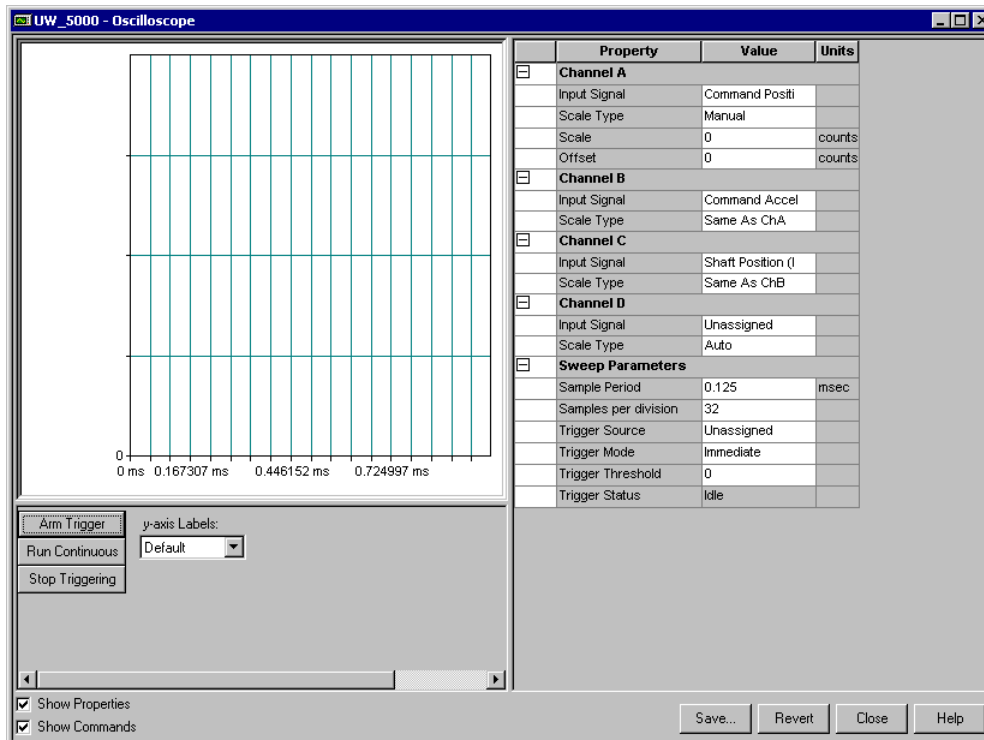 UW_5000 - Oscilloscope
0
0 ms 0.167307 ms 0.446152 ms 0.724997 ms
Property Value Units
Channel A
Input Signal Command Positi
Scale Type Manual
Scale 0 counts
Offset 0 counts
Channel B
Input Signal Command Accel
Scale Type Same As ChA
Channel C
Input Signal Shaft Position (I
Scale Type Same As ChB
Channel D
Input Signal Unassigned
Scale Type Auto
Sweep Parameters
Sample Period 0.125 msec
Samples per division 32
Trigger Source Unassigned
Trigger Mode Immediate
Trigger Threshold 0
Trigger Status Idle
Arm Trigger
Run Continuous
Stop Triggering
y-axis Labels:
Default
Show Properties
Show Commands
Save... Revert Close Help